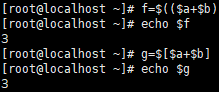 [root@localhost ~]# f=$(($a+$b)
[root@localhost ~]# echo $f
3
[root@localhost ~]# g=$[$a+$b]
[root@localhost ~]# echo $g
3